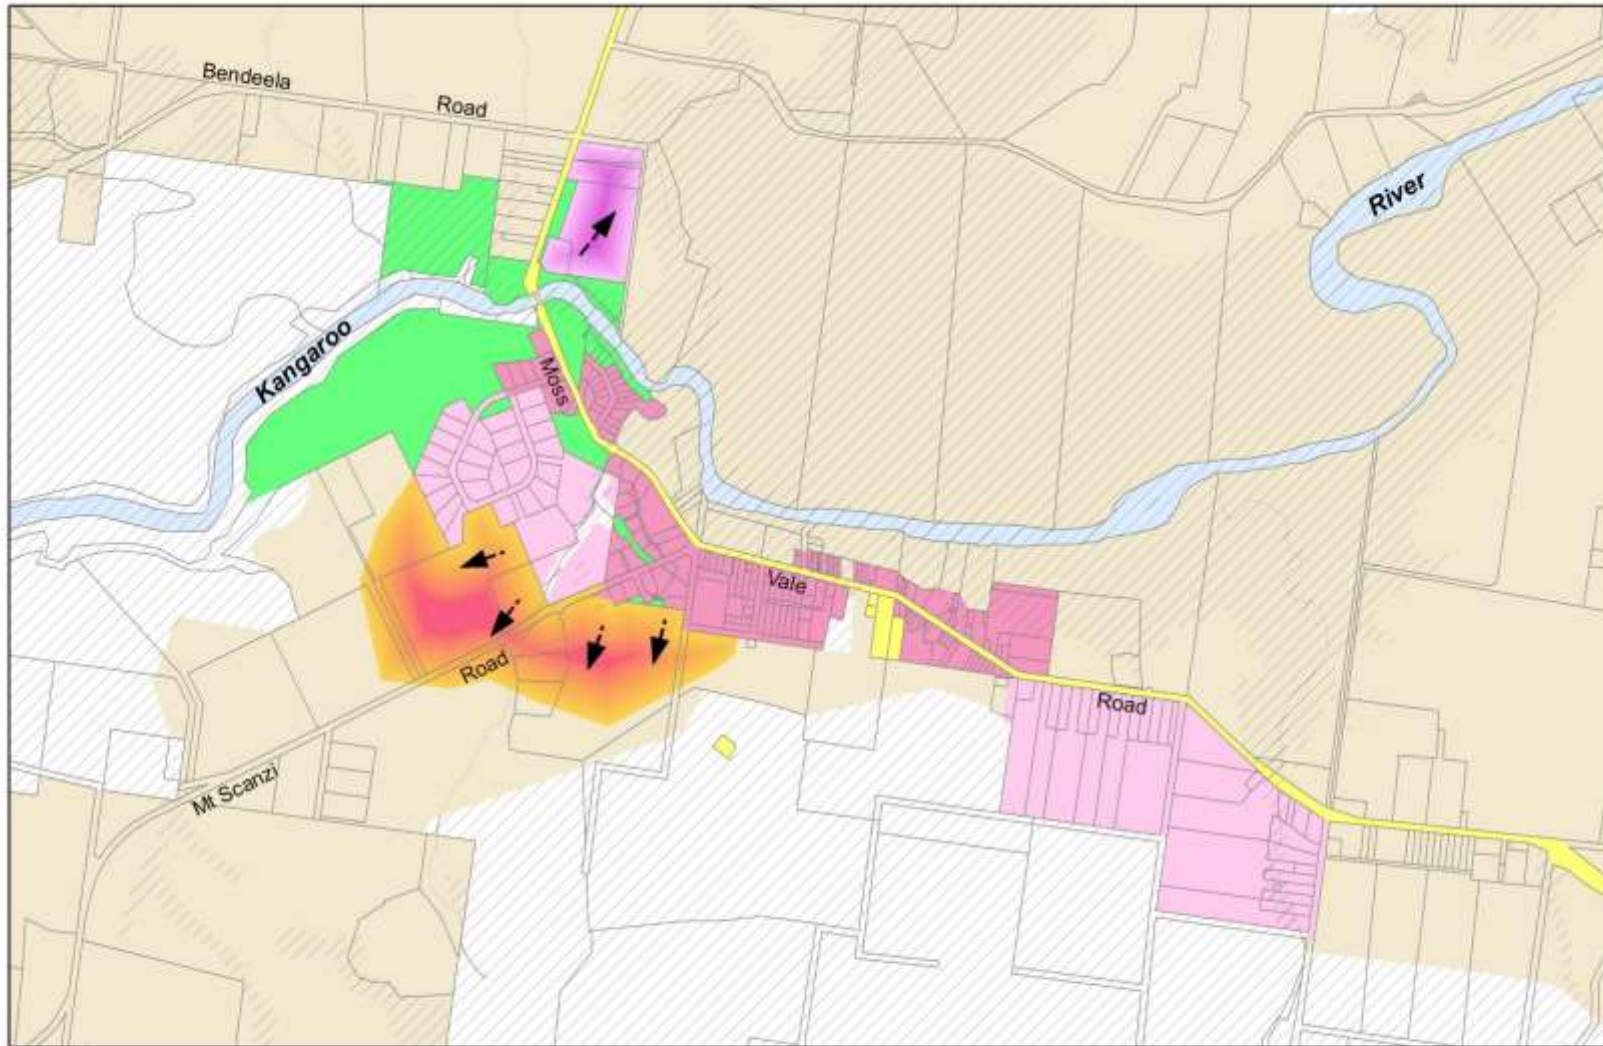 Bendeela
Road
River
Kangaroo
Moss
Vale
Road
Road
Mt Scanzi